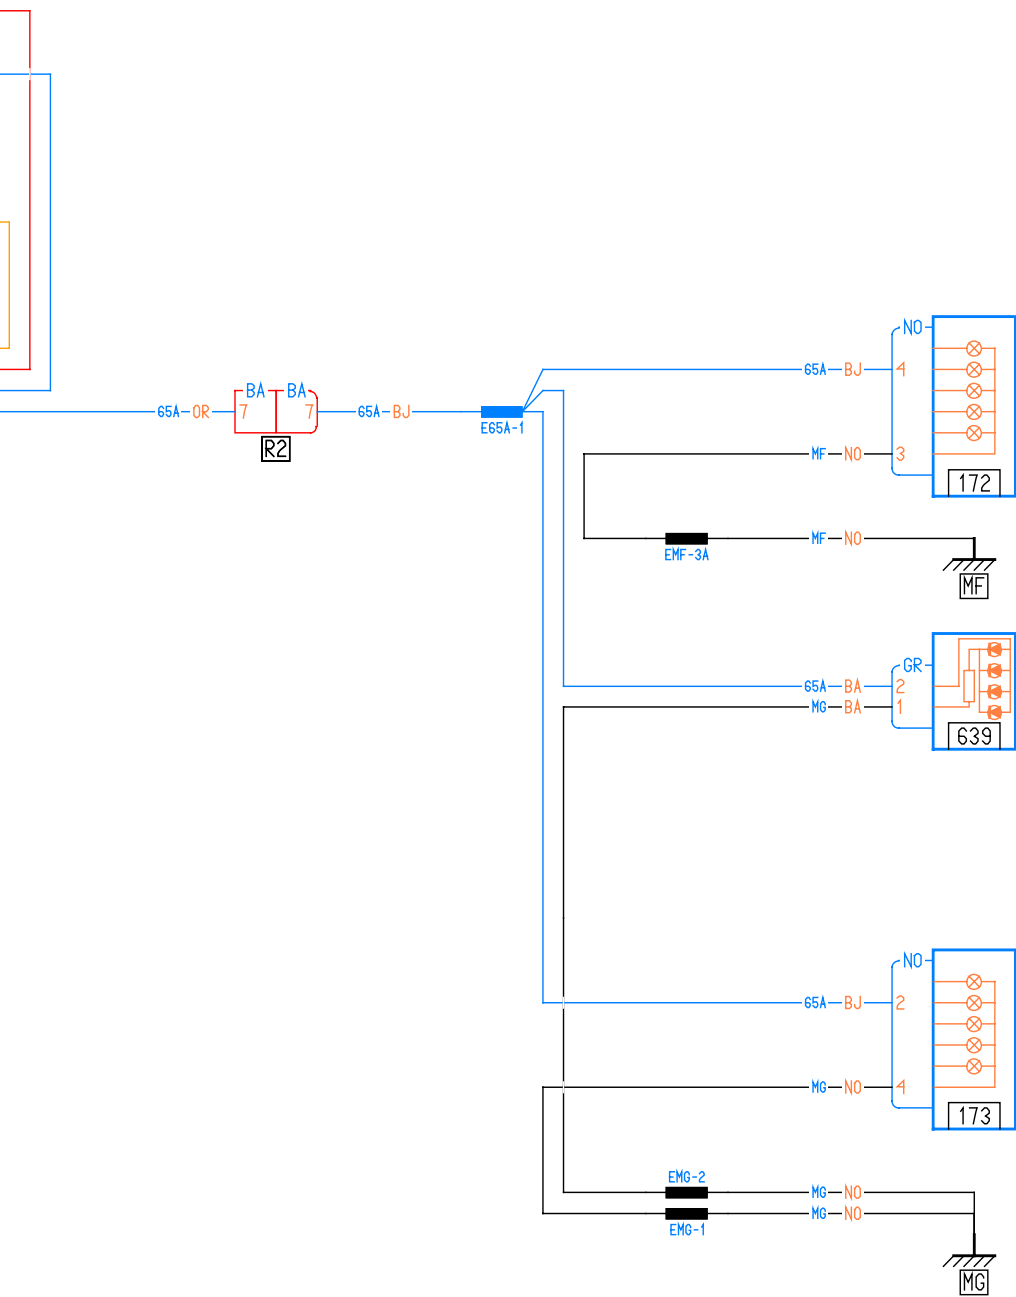 NO
65A BJ 4
BA BA
65A OR 7 7 65A BJ
E65A-1
R2
MF NO 3
172
MF NO
EMF-3A
MF
GR
65A BA 2
MG BA 1
639
NO
65A BJ 2
MG NO 4
173
EMG-2
MG NO
MG NO
EMG-1
MG